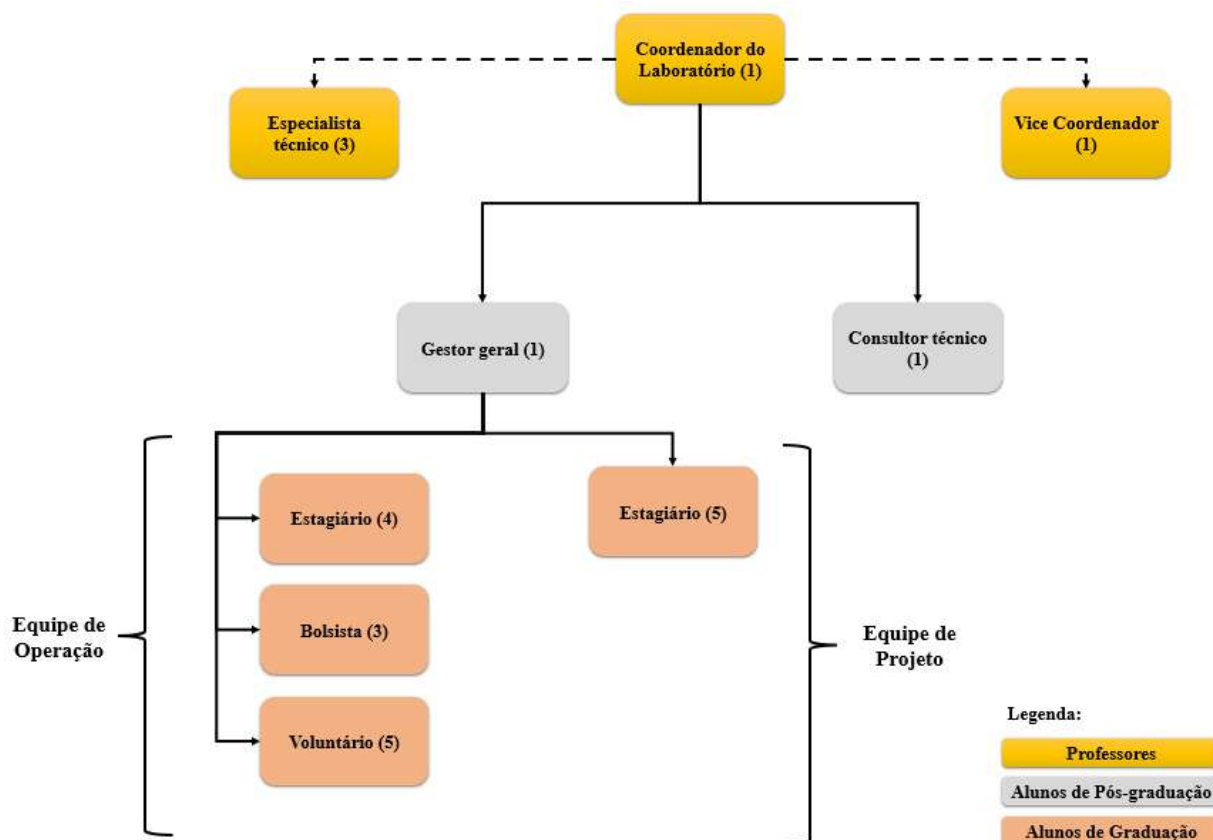 Coordenador do
Laboratório (1)
Especialista
técnico (3)
Vice Coordenador
(1)
Gestor geral (1)
Consultor técnico
(1)
Estagiário (4)
Estagiário (5)
Bolsista (3)
Equipe de
Operação
Equipe de
Projeto
Voluntário (5)
Legenda:
Professores
Alunos de Pós-graduação
Alunos de Graduação